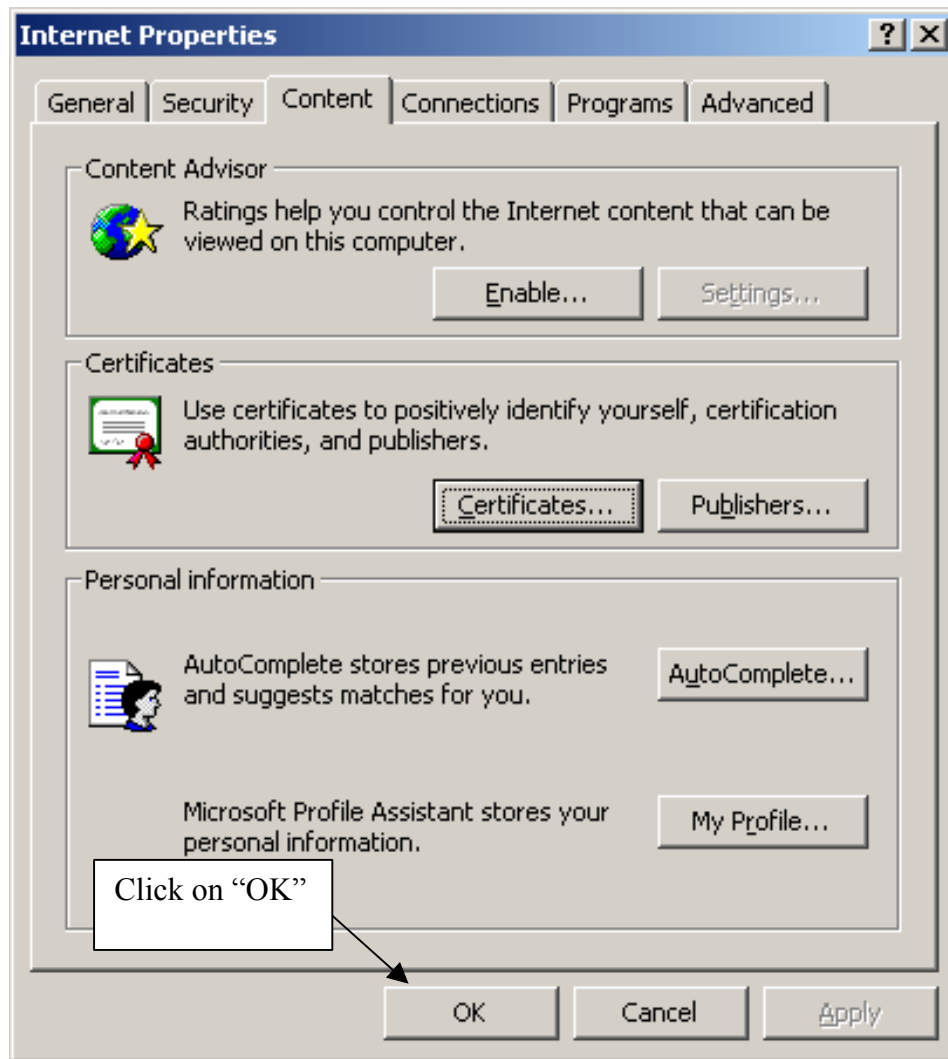 Internet Properties
General Security Content Connections Programs Advanced
Content Advisor
Ratings help you control the Internet content that can be
viewed on this computer.
Enable... Settings...
Certificates
Use certificates to positively identify yourself, certification
authorities, and publishers.
Certificates... Publishers...
Personal information
AutoComplete stores previous entries
and suggests matches for you.
AutoComplete...
Microsoft Profile Assistant stores your
personal information.
My Profile...
Click on “OK”
OK Cancel Apply